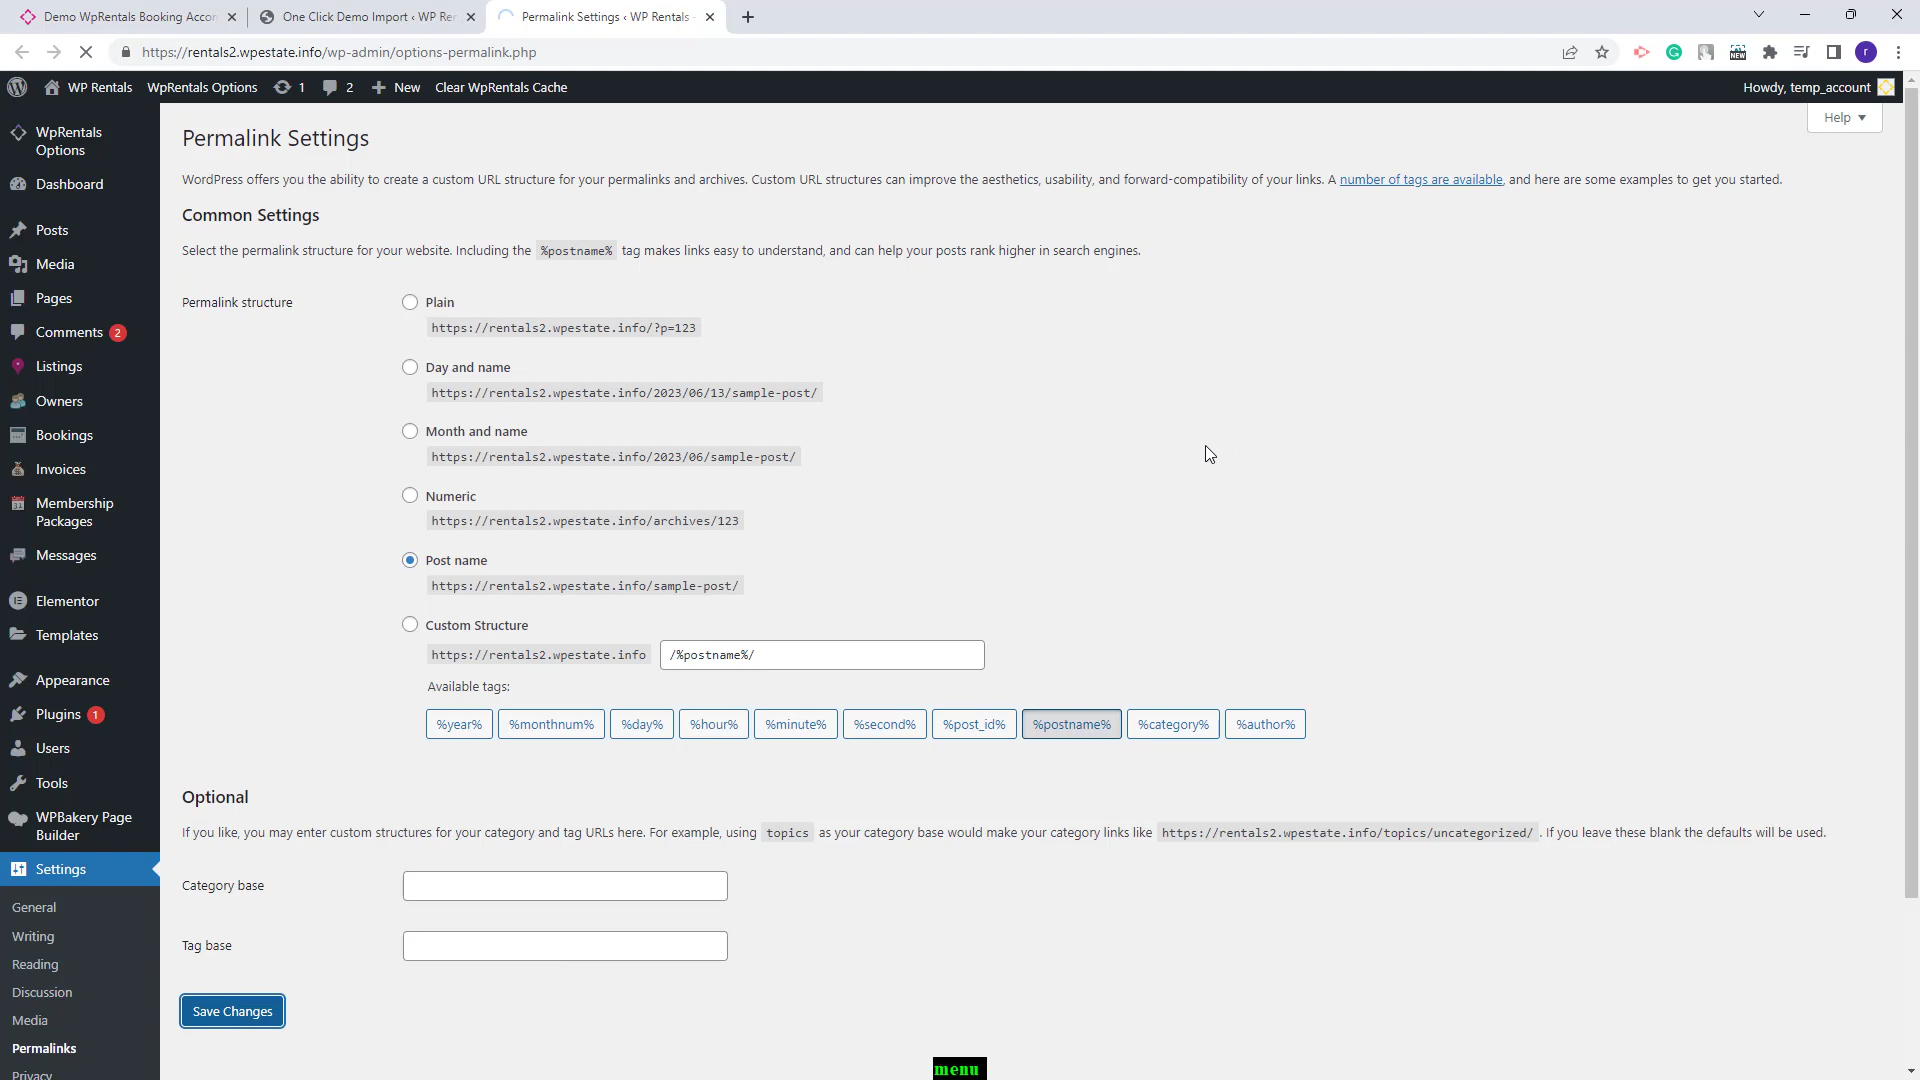 Demo WpRentals Booking Accor
One Click Demo Import ‹ WP Ren
Permalink Settings ‹ WP Rentals -
https://rentals2.wpestate.info/wp-admin/options-permalink.php
NEW
r
WP Rentals
WpRentals Options
1
2
New
Clear WpRentals Cache
Howdy, temp_account
WpRentals
Options
Dashboard
Posts
Media
Pages
Comments 2
Listings
Owners
Bookings
Invoices
Membership
Packages
Messages
Elementor
Templates
Appearance
Plugins 1
Users
Tools
WPBakery Page
Builder
Settings
General
Writing
Reading
Discussion
Media
Permalinks
Privacy
Help
Permalink Settings
WordPress offers you the ability to create a custom URL structure for your permalinks and archives. Custom URL structures can improve the aesthetics, usability, and forward-compatibility of your links. A number of tags are available, and here are some examples to get you started.
Common Settings
Select the permalink structure for your website. Including the %postname% tag makes links easy to understand, and can help your posts rank higher in search engines.
Permalink structure
Plain
https://rentals2.wpestate.info/?p=123
Day and name
https://rentals2.wpestate.info/2023/06/13/sample-post/
Month and name
https://rentals2.wpestate.info/2023/06/sample-post/
Numeric
https://rentals2.wpestate.info/archives/123
Post name
https://rentals2.wpestate.info/sample-post/
Custom Structure
https://rentals2.wpestate.info /%postname%/
Available tags:
%year% %monthnum% %day% %hour% %minute% %second% %post_id% %postname% %category% %author%
Optional
If you like, you may enter custom structures for your category and tag URLs here. For example, using topics as your category base would make your category links like https://rentals2.wpestate.info/topics/uncategorized/ . If you leave these blank the defaults will be used.
Category base
Tag base
Save Changes
menu